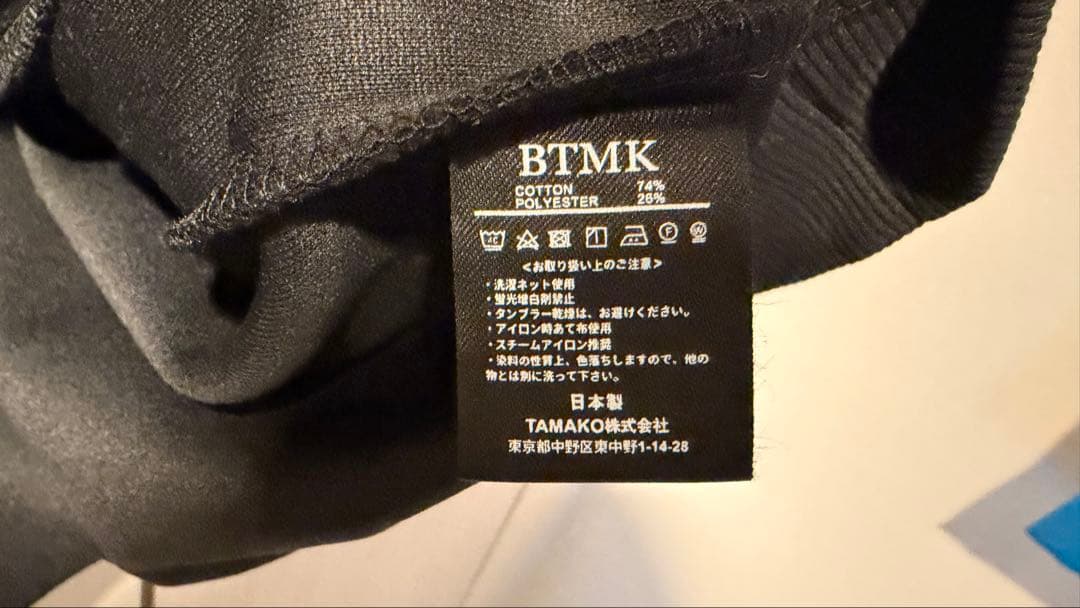 BTMK
COTTON 74%
POLYESTER 26%
<お取り扱い上のご注意>
・洗濯ネット使用
・蛍光増白剤禁止
・タンブラー乾燥は、お避けください。
・アイロン時あて布使用
・スチームアイロン推奨
・染料の性質上、色落ちしますので、他の
物とは別に洗って下さい。
日本製
TAMAKO株式会社
東京都中野区東中野1-14-28